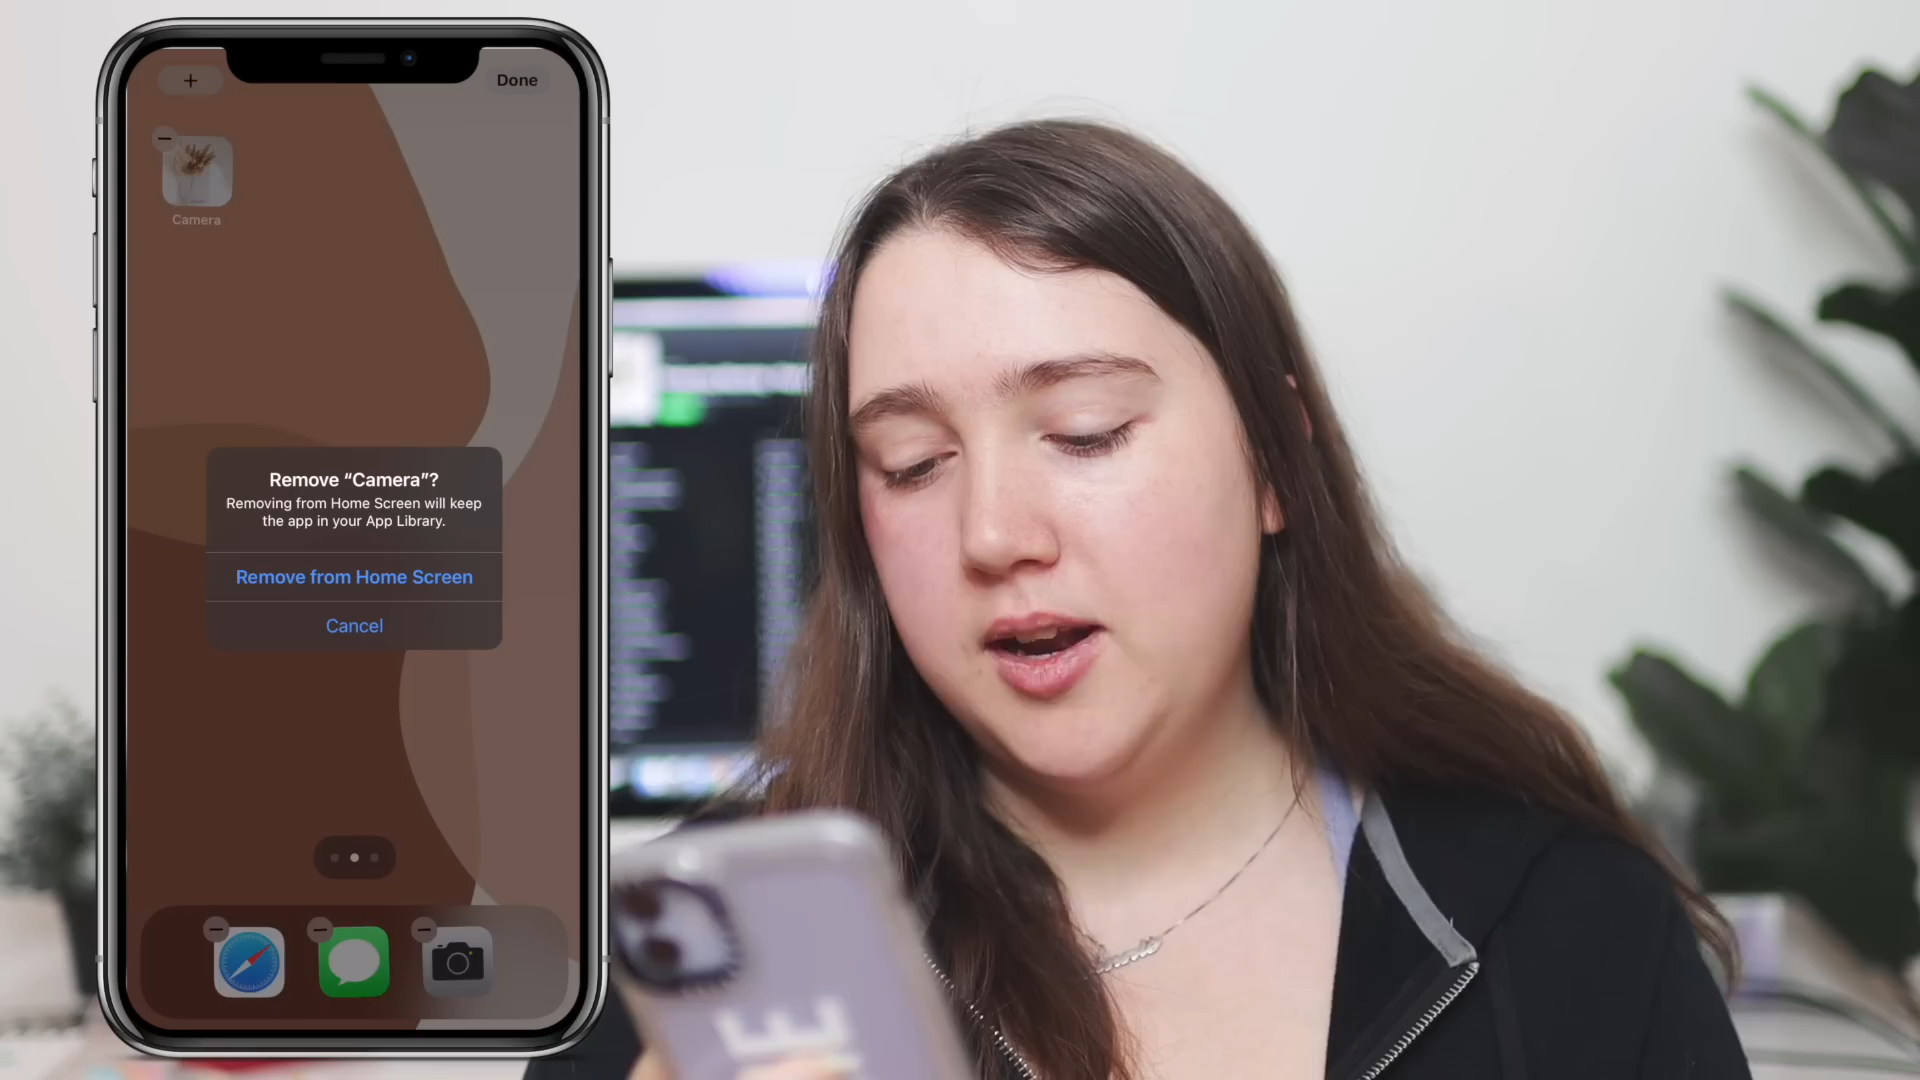 +
Done
Camera
Remove “Camera”?
Removing from Home Screen will keep
the app in your App Library.
Remove from Home Screen
Cancel